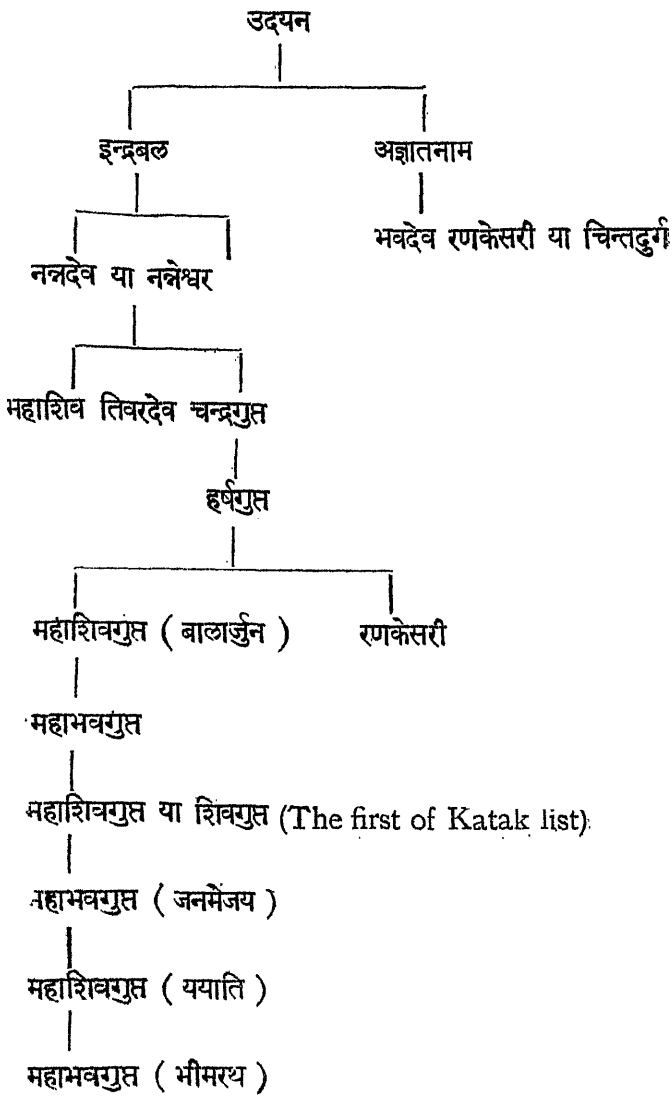 उदयन
इन्द्रबल अज्ञातनाम
भवदेव रणकेसरी या चिन्तदुर्ग
नन्नदेव या नन्नेश्वर
महाशिव तिवरदेव चन्द्रगुप्त
हर्षगुप्त
महाशिवगुप्त ( बालार्जुन ) रणकेसरी
महाभवगुप्त
महाशिवगुप्त या शिवगुप्त (The first of Katak list)
महाभवगुप्त ( जनमेंजय )
महाशिवगुप्त ( ययाति )
महाभवगुप्त ( भीमरथ )